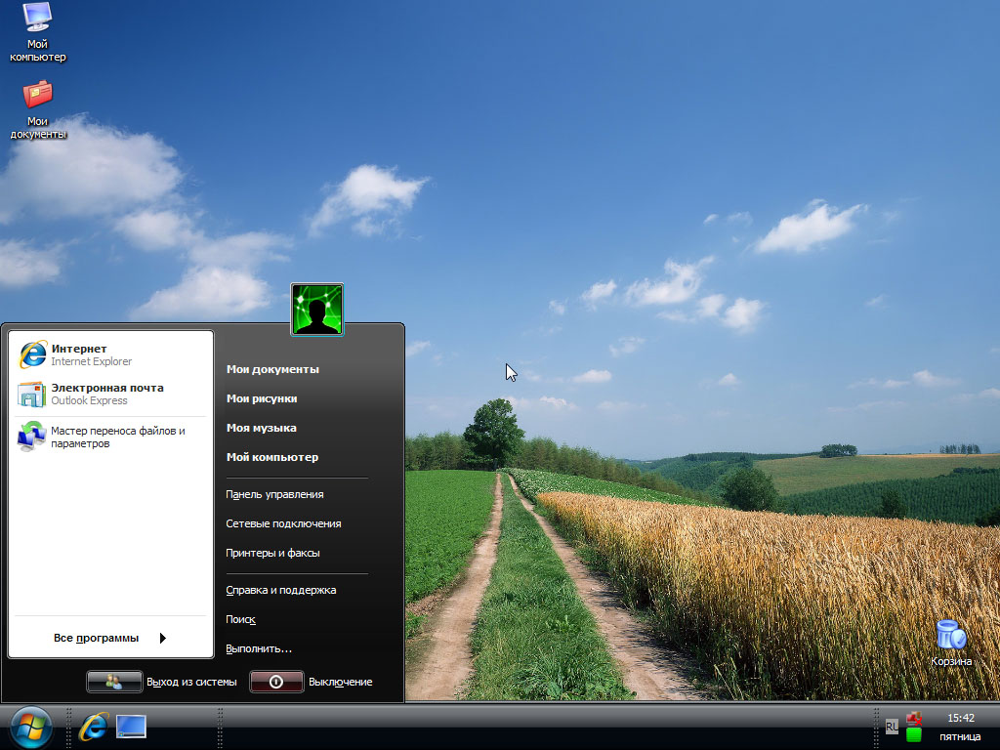 Мой
компьютер
Мои
документы
Интернет
Internet Explorer
Электронная почта
Outlook Express
Мастер переноса файлов и
параметров
Все программы
Мои документы
Мои рисунки
Моя музыка
Мой компьютер
Панель управления
Сетевые подключения
Принтеры и факсы
Справка и поддержка
Поиск
Выполнить...
Выход из системы
Выключение
Корзина
RU
15:42
пятница